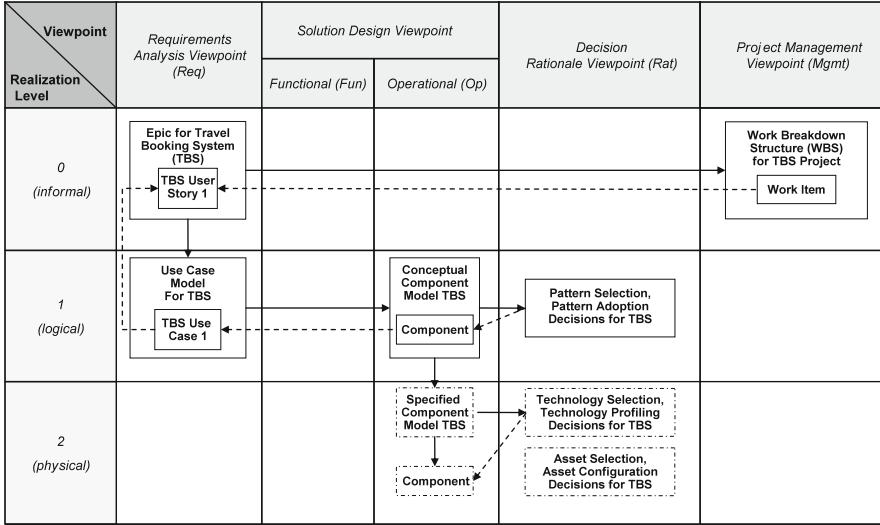 Viewpoint
Realization
Level
Requirements
Analysis Viewpoint
(Req)
Solution Design Viewpoint
Functional (Fun)
Operational (Op)
Decision
Rationale Viewpoint (Rat)
Project Management
Viewpoint (Mgmt)
0
(informal)
Epic for Travel
Booking System
(TBS)
TBS User
Story 1
Work Breakdown
Structure (WBS)
for TBS Project
Work Item
1
(logical)
Use Case
Model
For TBS
TBS Use
Case 1
Conceptual
Component
Model TBS
Component
Pattern Selection,
Pattern Adoption
Decisions for TBS
2
(physical)
Specified
Component
Model TBS
Component
Technology Selection,
Technology Profiling
Decisions for TBS
Asset Selection,
Asset Configuration
Decisions for TBS